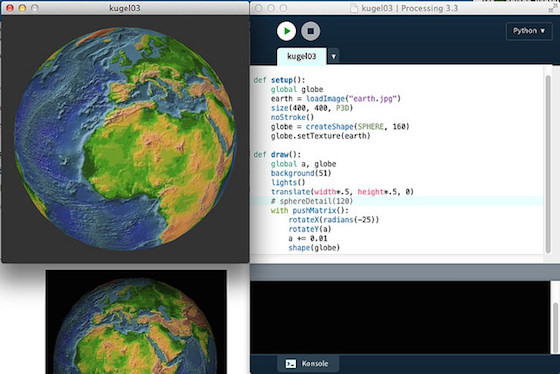 kugel03
kugel03 | Processing 3.3
Python
kugel03
def setup():
    global globe
    earth = loadImage("earth.jpg")
    size(400, 400, P3D)
    noStroke()
    globe = createShape(SPHERE, 160)
    globe.setTexture(earth)

def draw():
    global a, globe
    background(51)
    lights()
    translate(width*.5, height*.5, 0)
    # sphereDetail(120)
    with pushMatrix():
        rotateX(radians(-25))
        rotateY(a)
        a += 0.01
        shape(globe)
Konsole